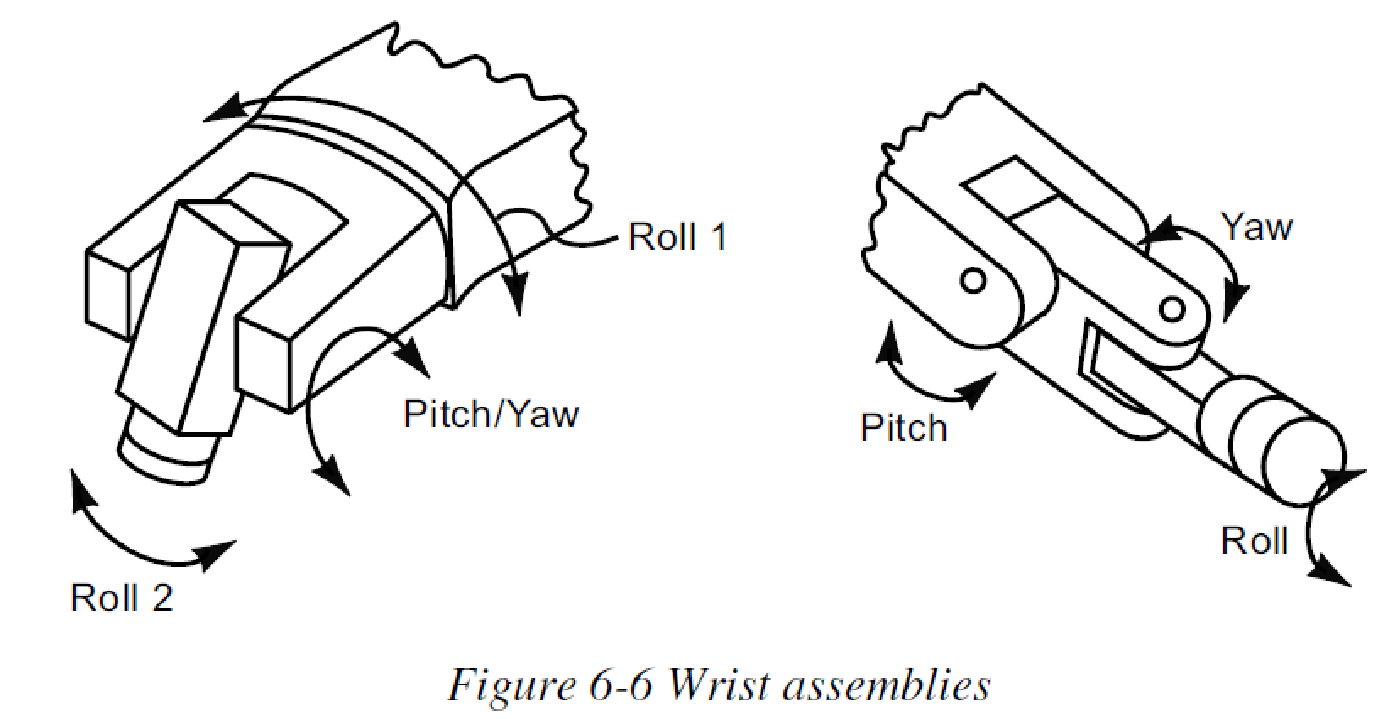 Roll 1
Pitch/Yaw
Roll 2
Yaw
Pitch
Roll
Figure 6-6 Wrist assemblies